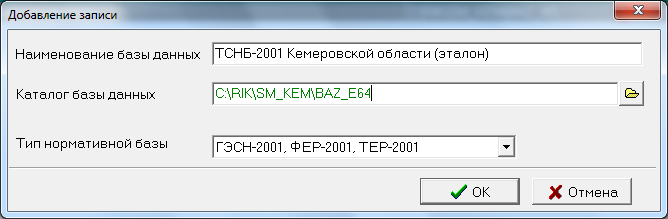 Добавление записи
Наименование базы данных ТСНБ-2001 Кемеровской области (эталон)
Каталог базы данных C:\RIK\SM_KEM\BAZ_E64
Тип нормативной базы ГЭСН-2001, ФЕР-2001, ТЕР-2001
OK Отмена